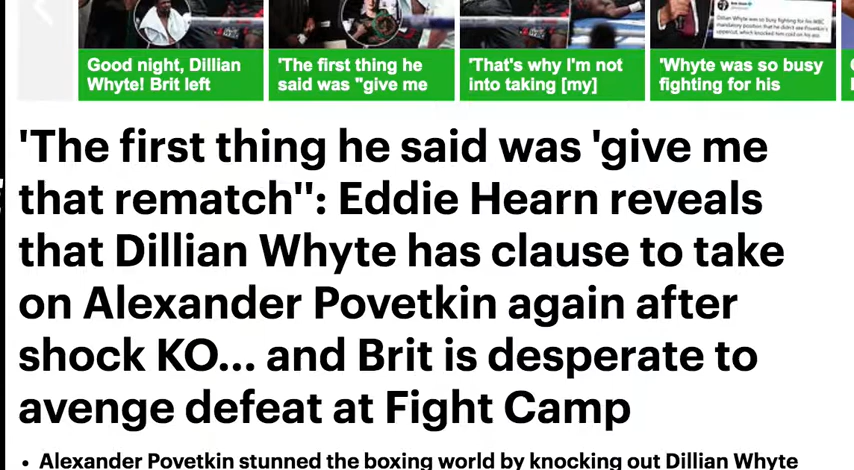 Good night, Dillian
Whyte! Brit left
'The first thing he
said was "give me
'That's why I'm not
into taking [my]
'Whyte was so busy
fighting for his
'The first thing he said was 'give me
that rematch'': Eddie Hearn reveals
that Dillian Whyte has clause to take
on Alexander Povetkin again after
shock KO... and Brit is desperate to
avenge defeat at Fight Camp
• Alexander Povetkin stunned the boxing world by knocking out Dillian Whyte